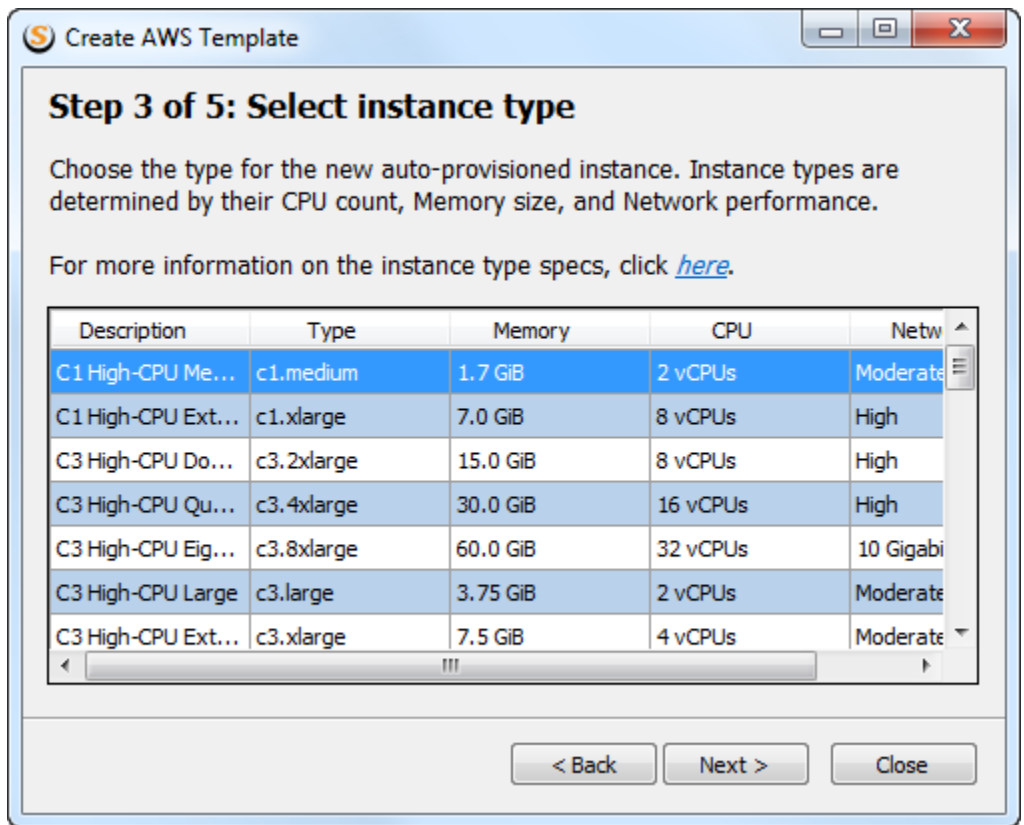 Create AWS Template
Step 3 of 5: Select instance type
Choose the type for the new auto-provisioned instance. Instance types are
determined by their CPU count, Memory size, and Network performance.
For more information on the instance type specs, click here.
Description Type Memory CPU Netw
C1 High-CPU Me... c1.medium 1.7 GiB 2 vCPUs Moderate
C1 High-CPU Ext... c1.xlarge 7.0 GiB 8 vCPUs High
C3 High-CPU Do... c3.2xlarge 15.0 GiB 8 vCPUs High
C3 High-CPU Qu... c3.4xlarge 30.0 GiB 16 vCPUs High
C3 High-CPU Eig... c3.8xlarge 60.0 GiB 32 vCPUs 10 Gigabi
C3 High-CPU Large c3.large 3.75 GiB 2 vCPUs Moderate
C3 High-CPU Ext... c3.xlarge 7.5 GiB 4 vCPUs Moderate
< Back Next > Close